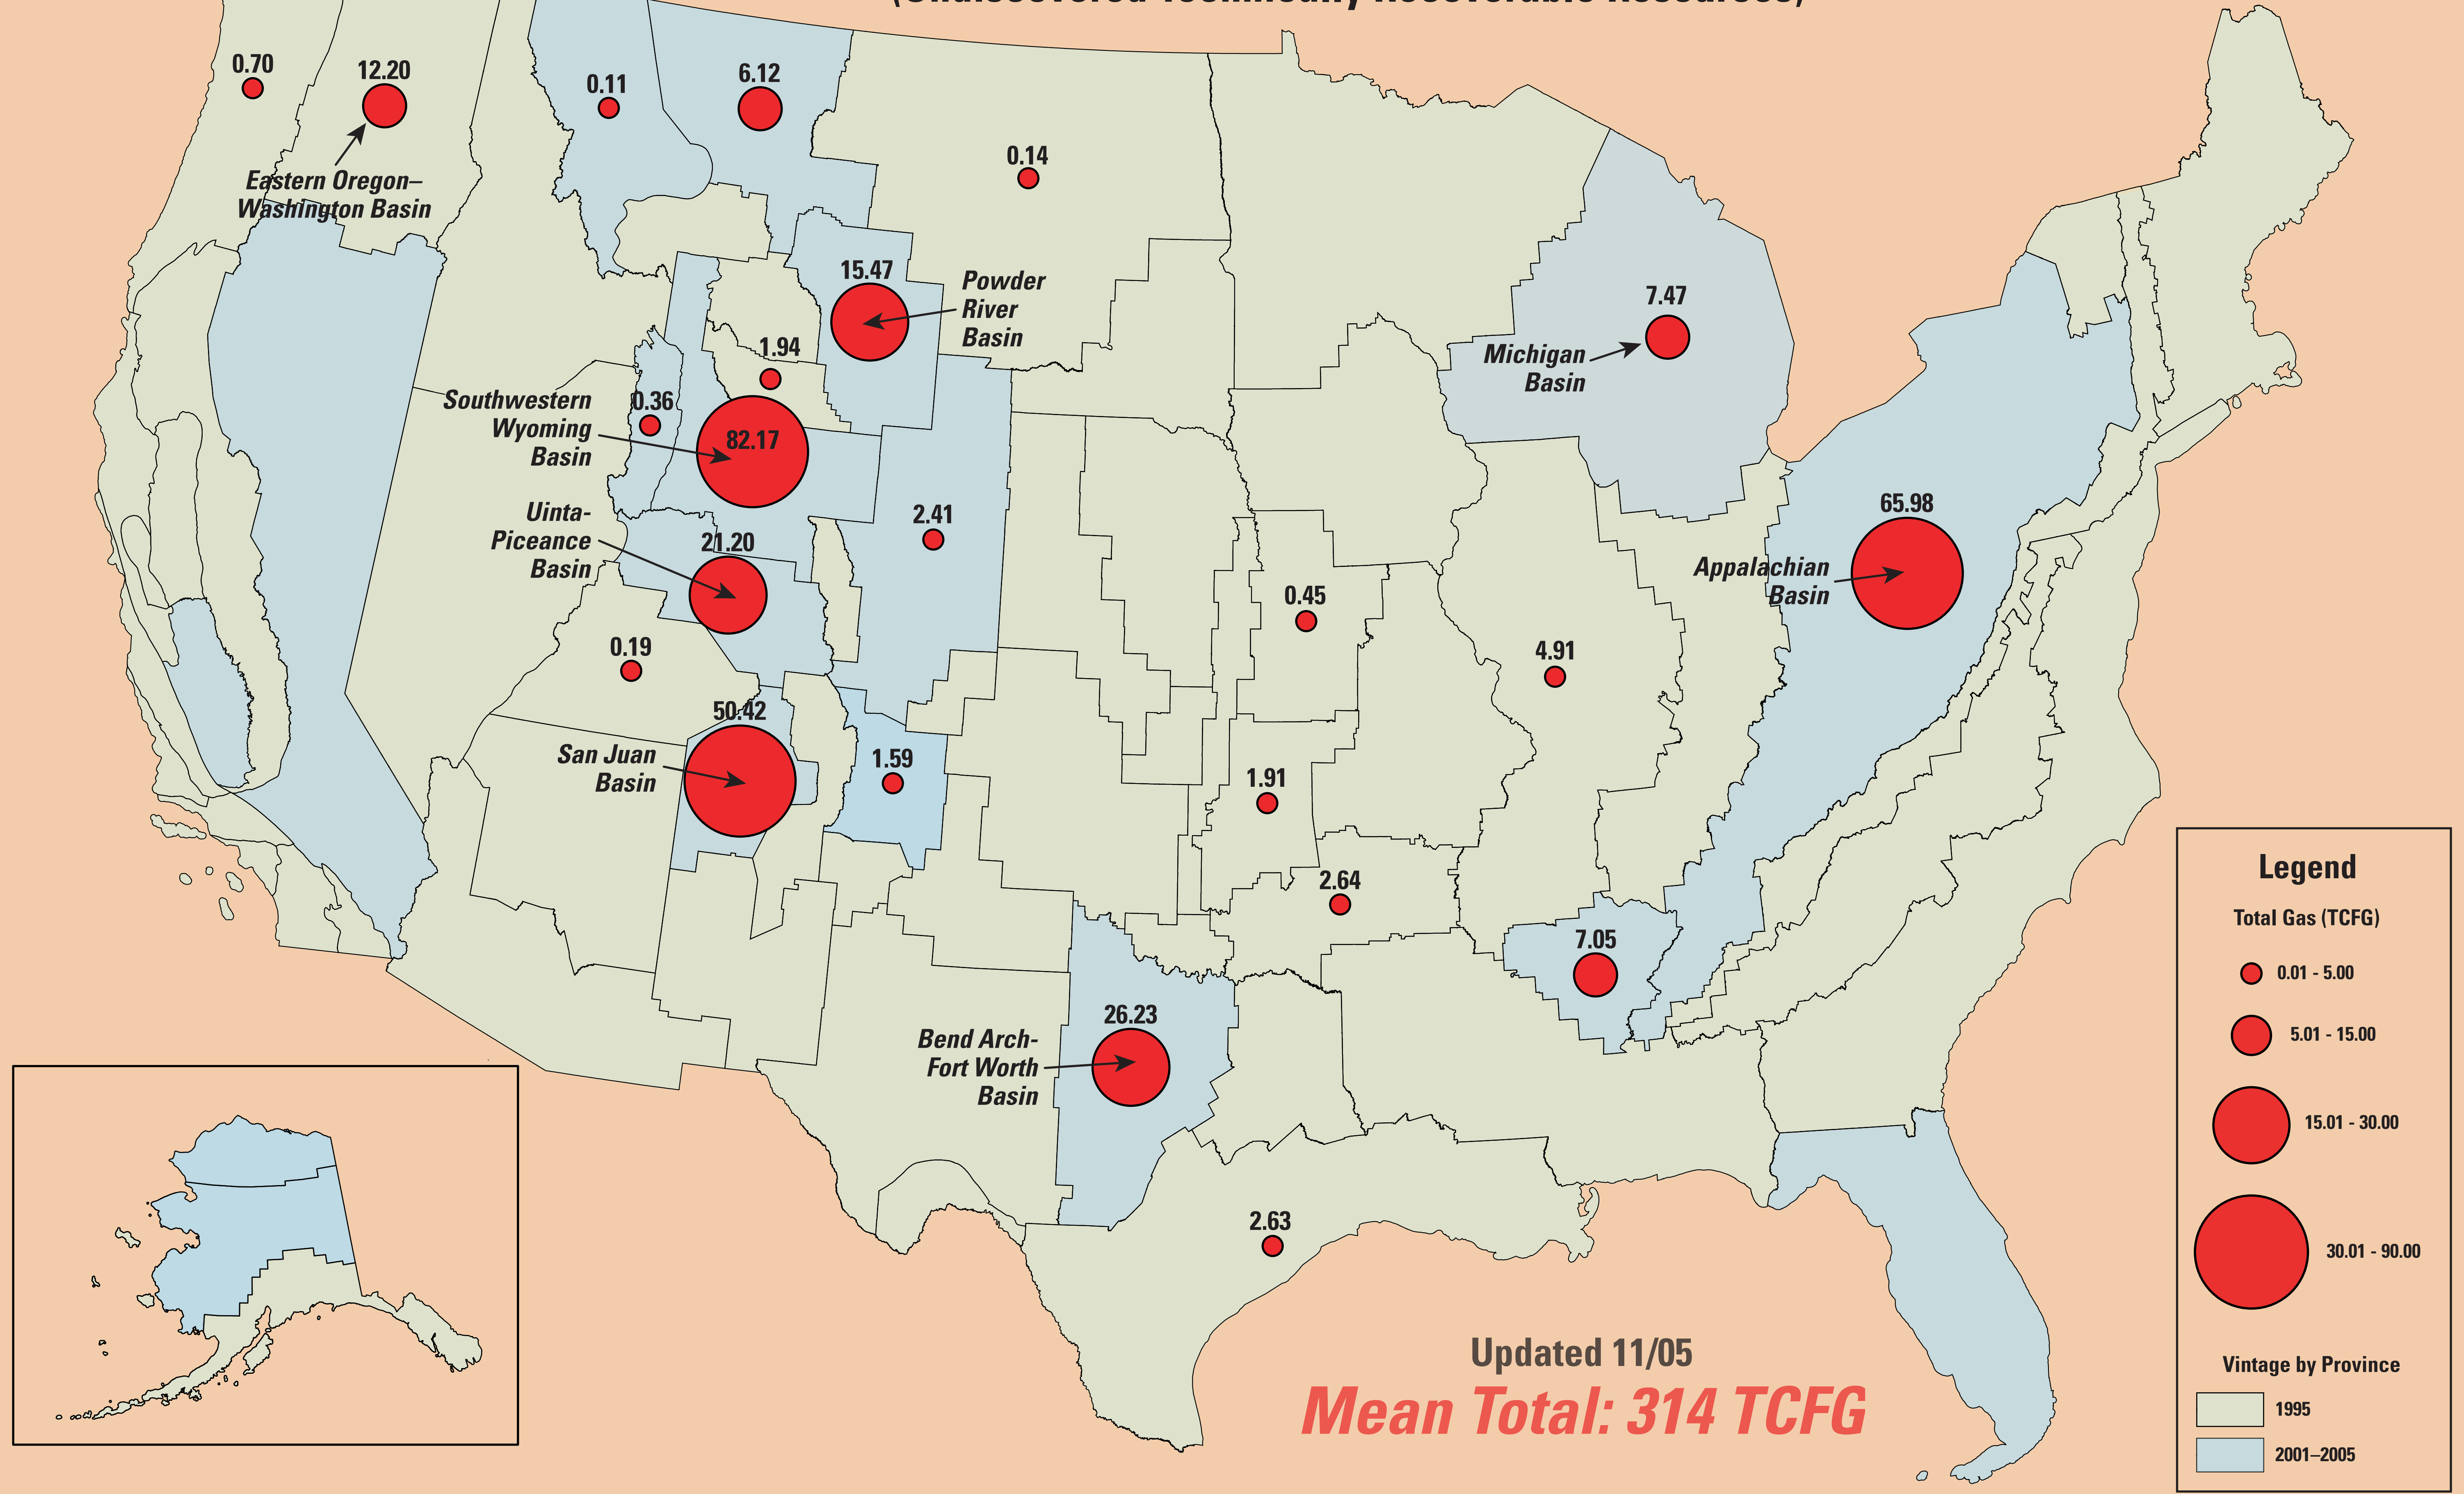 (Undiscovered Technically Recoverable Resources)
0.70
12.20
Eastern Oregon–
Washington Basin
0.11
6.12
0.14
15.47
Powder
River
Basin
1.94
0.36
Southwestern
Wyoming
Basin
82.17
Uinta-
Piceance
Basin
21.20
2.41
0.19
50.42
San Juan
Basin
1.59
7.47
Michigan
Basin
65.98
Appalachian
Basin
0.45
4.91
1.91
2.64
7.05
26.23
Bend Arch-
Fort Worth
Basin
2.63
Updated 11/05
Mean Total: 314 TCFG
Legend
Total Gas (TCFG)
0.01 - 5.00
5.01 - 15.00
15.01 - 30.00
30.01 - 90.00
Vintage by Province
1995
2001–2005